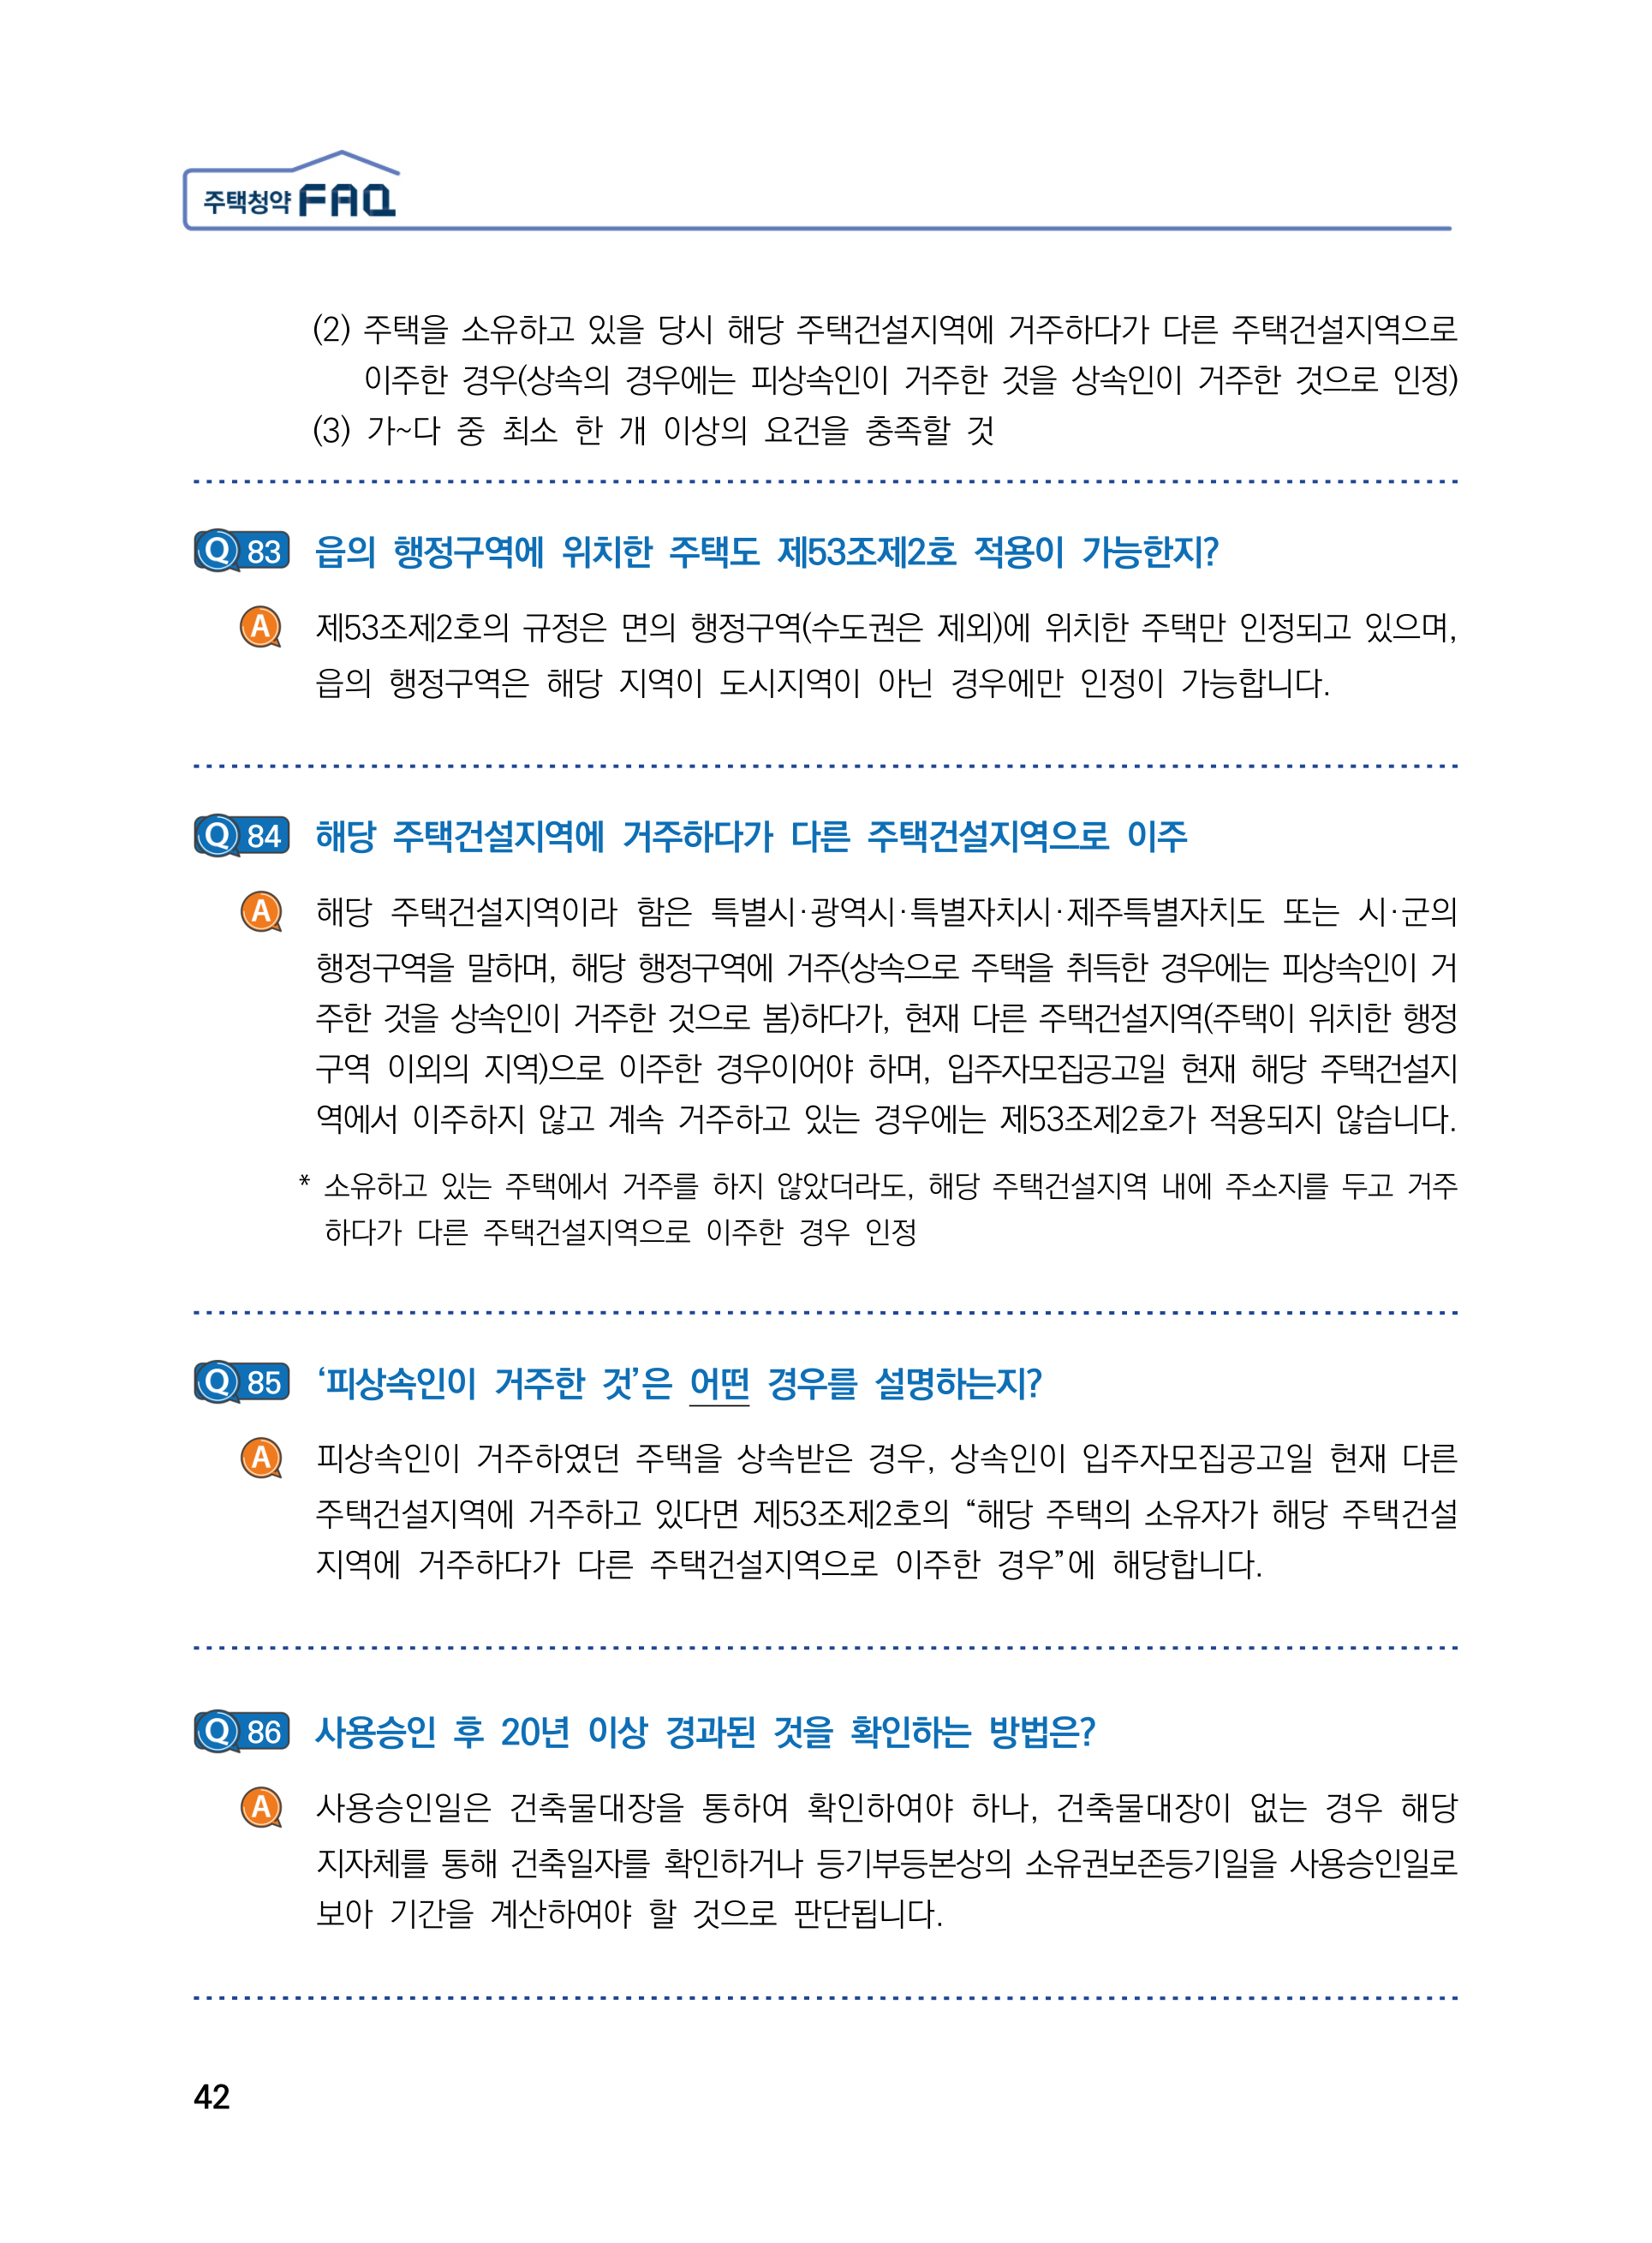 주택청약 FAQ
(2) 주택을 소유하고 있을 당시 해당 주택건설지역에 거주하다가 다른 주택건설지역으로
이주한 경우(상속의 경우에는 피상속인이 거주한 것을 상속인이 거주한 것으로 인정)
(3) 가~다 중 최소 한 개 이상의 요건을 충족할 것
Q 83 읍의 행정구역에 위치한 주택도 제53조제2호 적용이 가능한지?
A 제53조제2호의 규정은 면의 행정구역(수도권은 제외)에 위치한 주택만 인정되고 있으며,
읍의 행정구역은 해당 지역이 도시지역이 아닌 경우에만 인정이 가능합니다.
Q 84 해당 주택건설지역에 거주하다가 다른 주택건설지역으로 이주
A 해당 주택건설지역이라 함은 특별시·광역시·특별자치시·제주특별자치도 또는 시·군의
행정구역을 말하며, 해당 행정구역에 거주(상속으로 주택을 취득한 경우에는 피상속인이 거
주한 것을 상속인이 거주한 것으로 봄)하다가, 현재 다른 주택건설지역(주택이 위치한 행정
구역 이외의 지역)으로 이주한 경우이어야 하며, 입주자모집공고일 현재 해당 주택건설지
역에서 이주하지 않고 계속 거주하고 있는 경우에는 제53조제2호가 적용되지 않습니다.
* 소유하고 있는 주택에서 거주를 하지 않았더라도, 해당 주택건설지역 내에 주소지를 두고 거주
하다가 다른 주택건설지역으로 이주한 경우 인정
Q 85 ‘피상속인이 거주한 것’은 어떤 경우를 설명하는지?
A 피상속인이 거주하였던 주택을 상속받은 경우, 상속인이 입주자모집공고일 현재 다른
주택건설지역에 거주하고 있다면 제53조제2호의 “해당 주택의 소유자가 해당 주택건설
지역에 거주하다가 다른 주택건설지역으로 이주한 경우”에 해당합니다.
Q 86 사용승인 후 20년 이상 경과된 것을 확인하는 방법은?
A 사용승인일은 건축물대장을 통하여 확인하여야 하나, 건축물대장이 없는 경우 해당
지자체를 통해 건축일자를 확인하거나 등기부등본상의 소유권보존등기일을 사용승인일로
보아 기간을 계산하여야 할 것으로 판단됩니다.
42